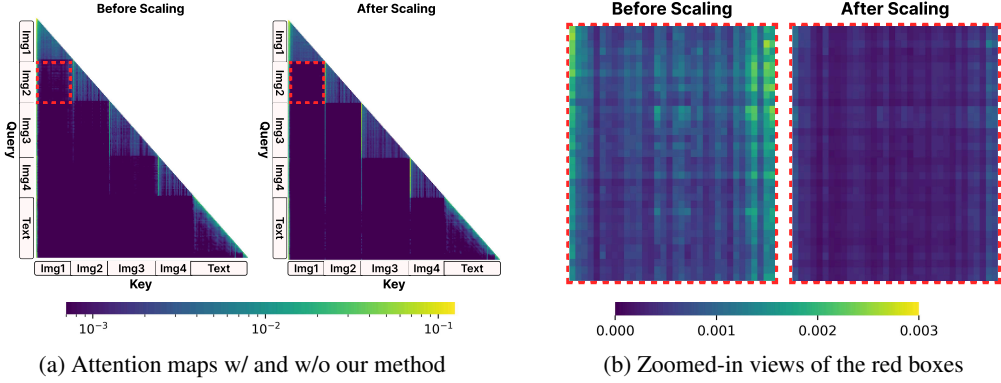 Before Scaling
After Scaling
Img1
Img2
Img3
Img4
Text
Query
Img1
Img2
Img3
Img4
Text
Key
Img1
Img2
Img3
Img4
Text
Query
Img1
Img2
Img3
Img4
Text
Key
10⁻³
10⁻²
10⁻¹
(a) Attention maps w/ and w/o our method
Before Scaling
After Scaling
0.000
0.001
0.002
0.003
(b) Zoomed-in views of the red boxes